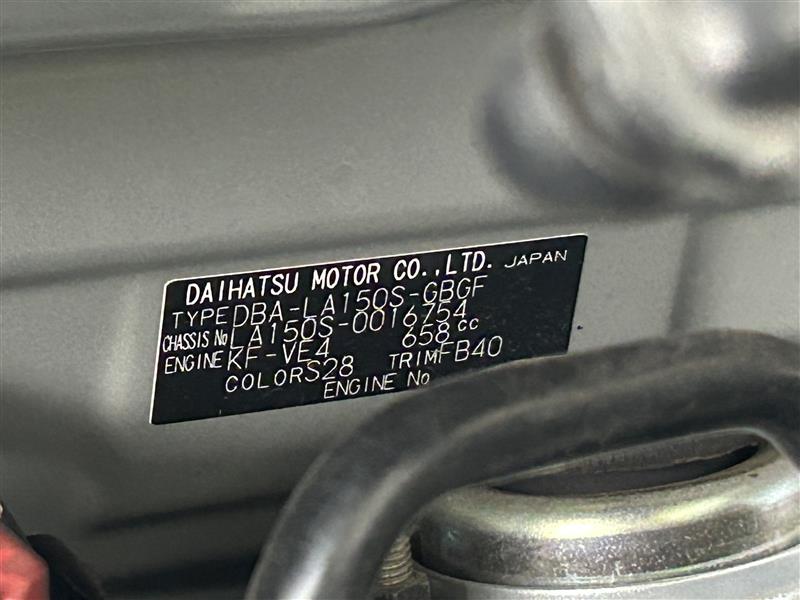 DAIHATSU MOTOR CO.,LTD. JAPAN
TYPE DBA-LA150S-GBGF
CHASSIS No LA150S-0016754
ENGINE KF-VE4 658 cc
COLOR S28 TRIM FB40
ENGINE No